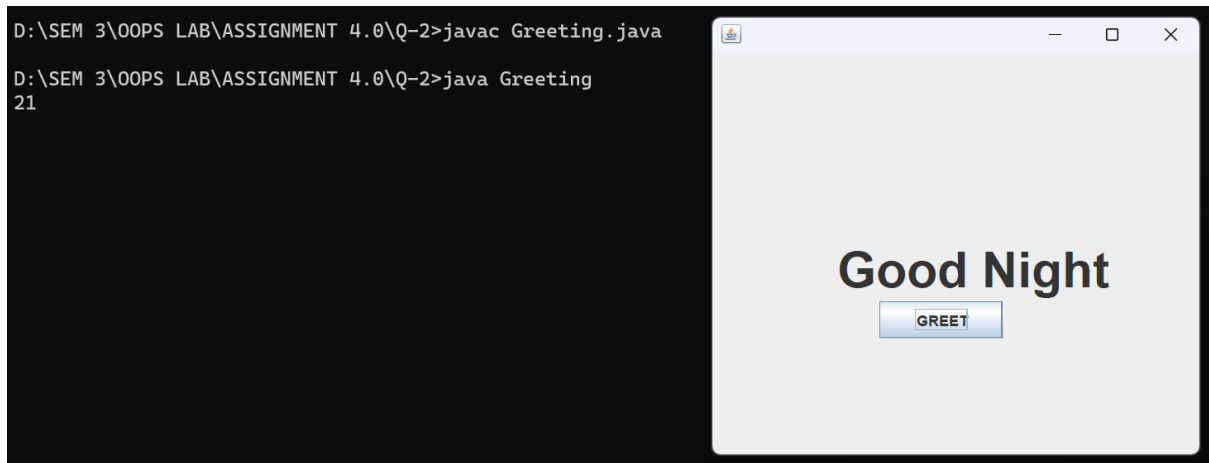 D:\SEM 3\OOPS LAB\ASSIGNMENT 4.0\Q-2>javac Greeting.java
D:\SEM 3\OOPS LAB\ASSIGNMENT 4.0\Q-2>java Greeting
21
Good Night
GREET